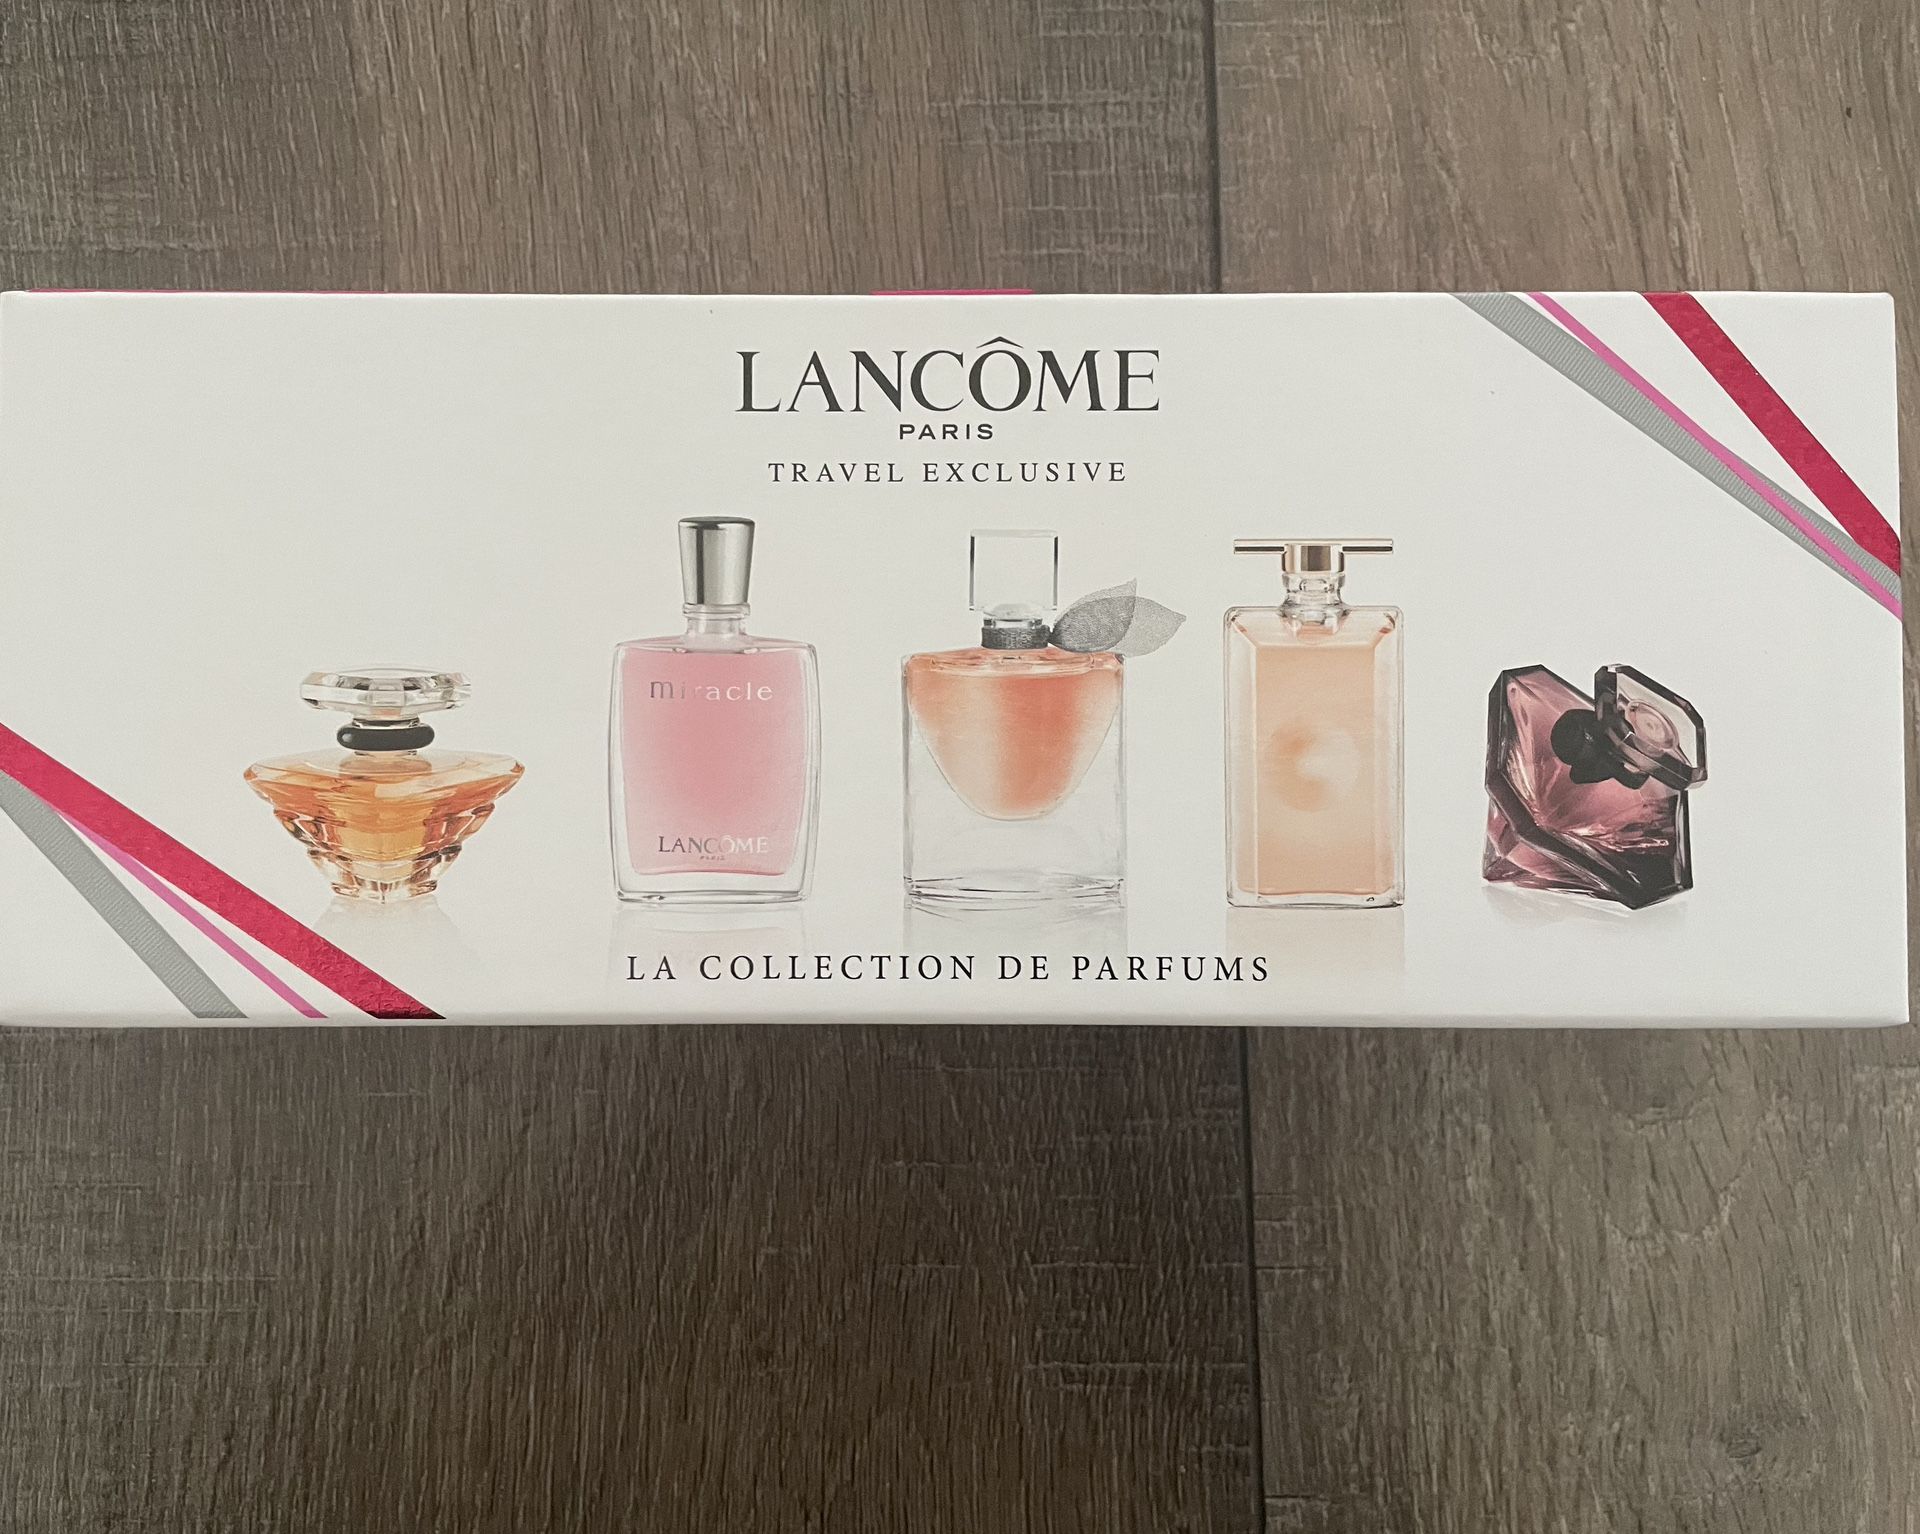 LANCÔME
PARIS
TRAVEL EXCLUSIVE
miracle
LANCÔME
PARIS
LA COLLECTION DE PARFUMS